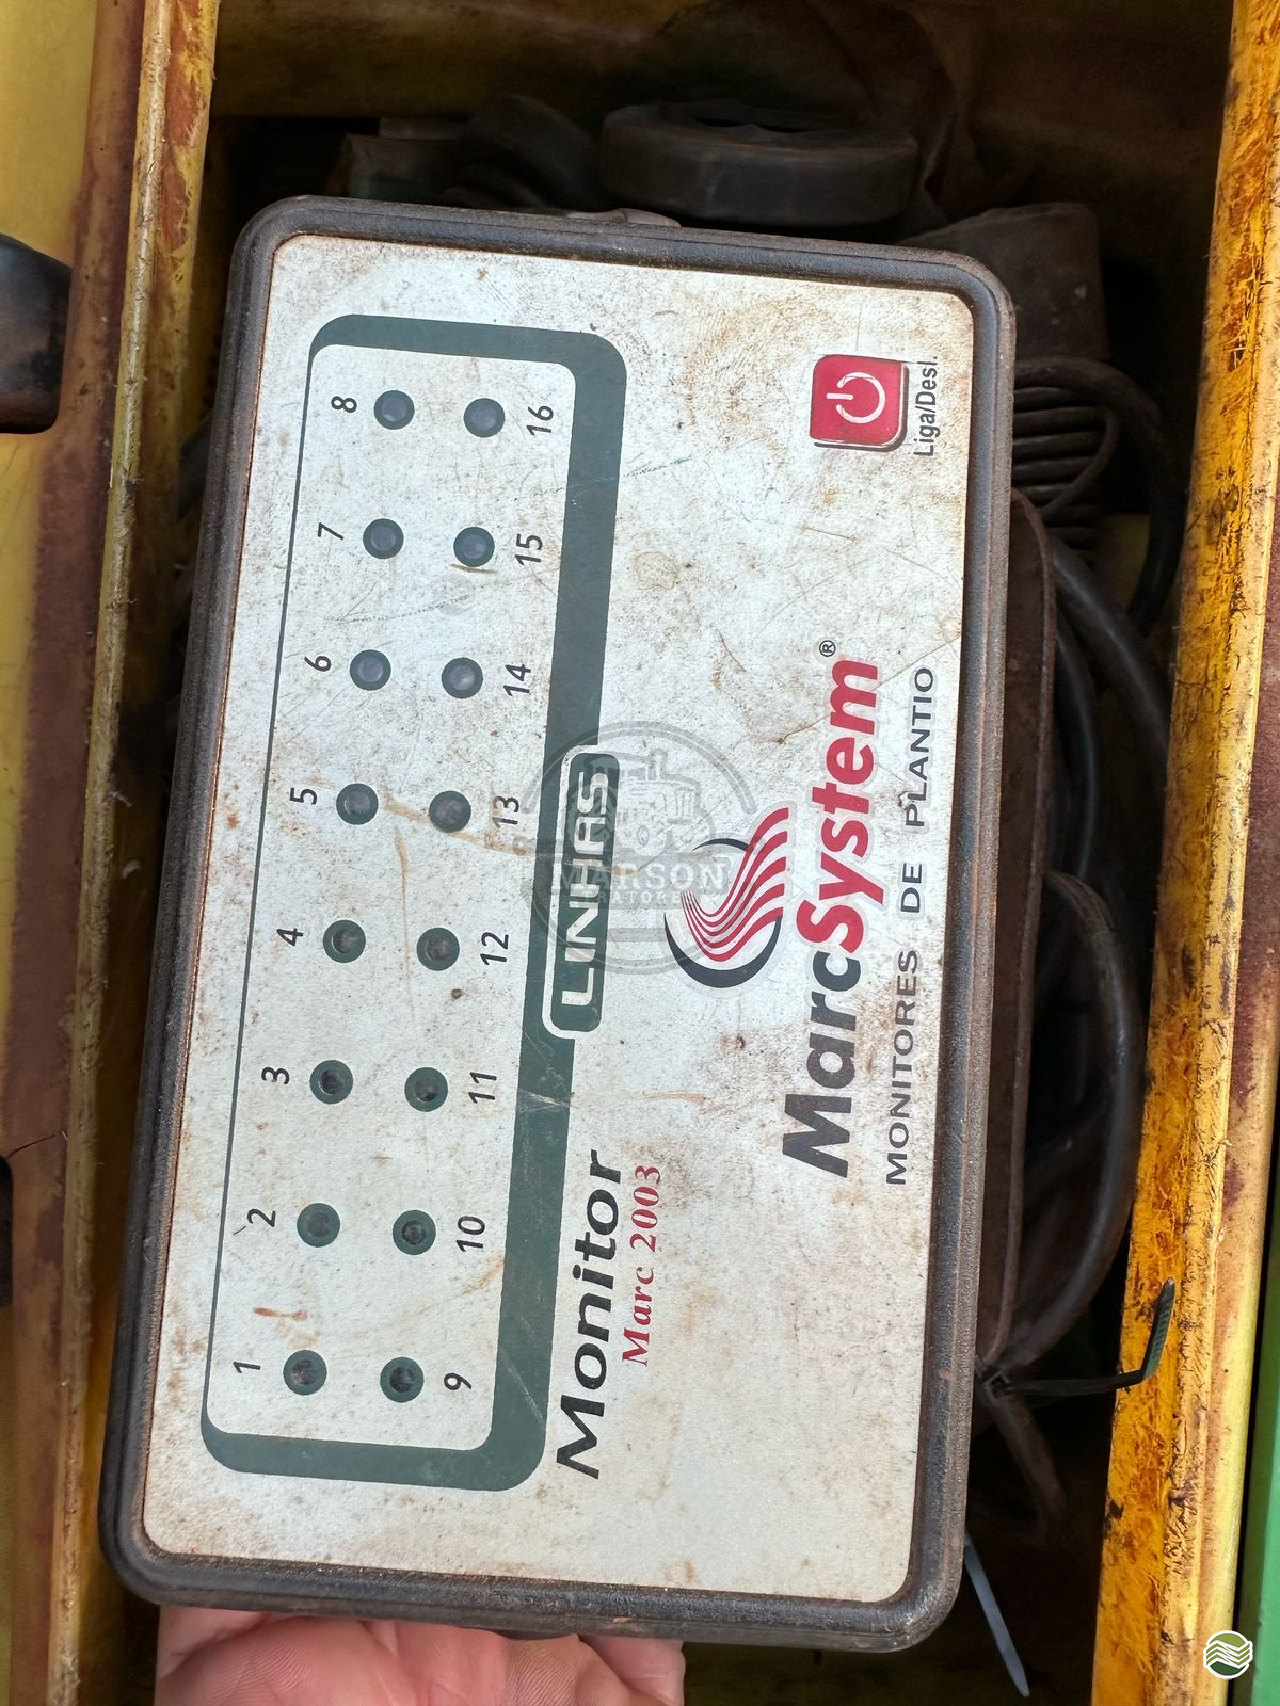 1 2 3 4 5 6 7 8
9 10 11 12 13 14 15 16
LINHAS
Monitor
Marc 2003
MarcSystem®
MONITORES DE PLANTIO
Liga/Desl.
MARSON